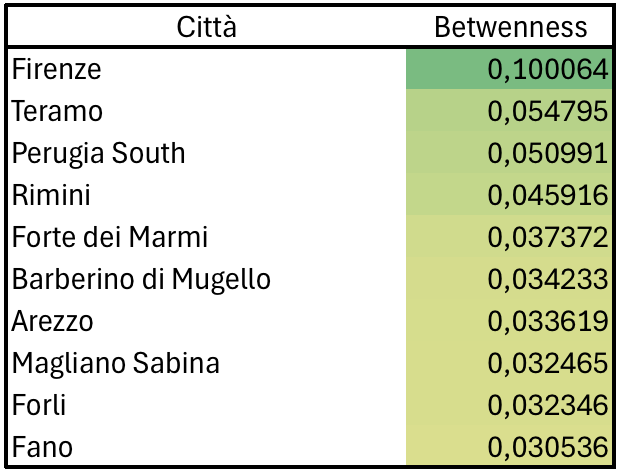 Città Betwenness
Firenze 0,100064
Teramo 0,054795
Perugia South 0,050991
Rimini 0,045916
Forte dei Marmi 0,037372
Barberino di Mugello 0,034233
Arezzo 0,033619
Magliano Sabina 0,032465
Forli 0,032346
Fano 0,030536